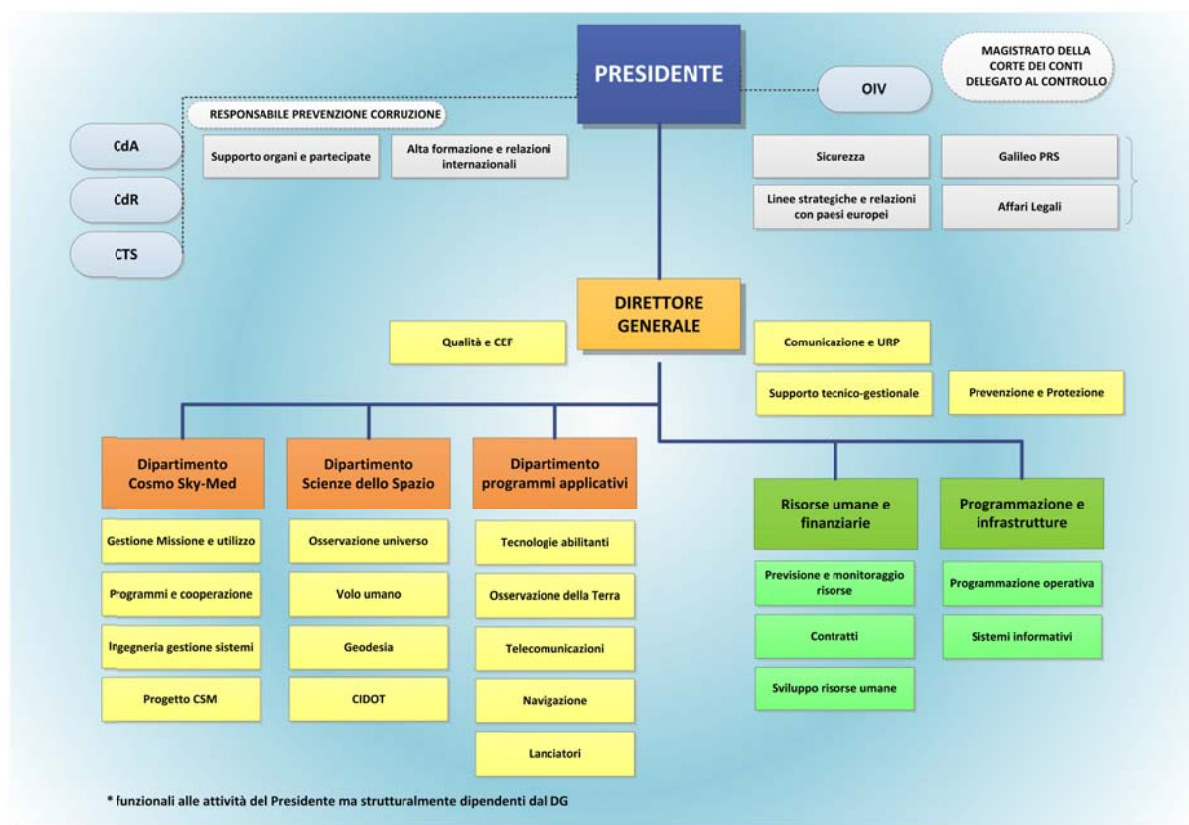 PRESIDENTE
OIV
MAGISTRATO DELLA
CORTE DEI CONTI
DELEGATO AL CONTROLLO
RESPONSABILE PREVENZIONE CORRUZIONE
CdA
CdR
CTS
Supporto organi e partecipate
Alta formazione e relazioni
internazionali
Sicurezza
Galileo PRS
Linee strategiche e relazioni
con paesi europei
Affari Legali
DIRETTORE
GENERALE
Qualità e CEF
Comunicazione e URP
Supporto tecnico-gestionale
Prevenzione e Protezione
Dipartimento
Cosmo Sky-Med
Gestione Missione e utilizzo
Programmi e cooperazione
Ingegneria gestione sistemi
Progetto CSM
Dipartimento
Scienze dello Spazio
Osservazione universo
Volo umano
Geodesia
CIDOT
Dipartimento
programmi applicativi
Tecnologie abilitanti
Osservazione della Terra
Telecomunicazioni
Navigazione
Lanciatori
Risorse umane e
finanziarie
Previsione e monitoraggio
risorse
Contratti
Sviluppo risorse umane
Programmazione e
infrastrutture
Programmazione operativa
Sistemi informativi
* funzionali alle attività del Presidente ma strutturalmente dipendenti dal DG